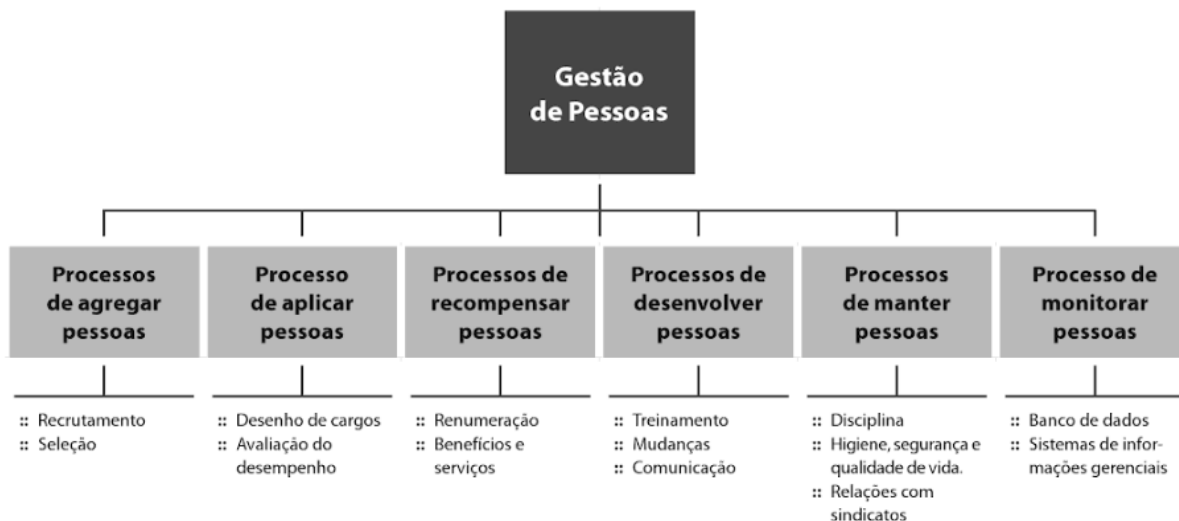 Gestão
de Pessoas
Processos
de agregar
pessoas
Processo
de aplicar
pessoas
Processos de
recompensar
pessoas
Processos de
desenvolver
pessoas
Processos
de manter
pessoas
Processo de
monitorar
pessoas
:: Recrutamento
:: Seleção
:: Desenho de cargos
:: Avaliação do
desempenho
:: Renumeração
:: Benefícios e
serviços
:: Treinamento
:: Mudanças
:: Comunicação
:: Disciplina
:: Higiene, segurança e
qualidade de vida.
:: Relações com
sindicatos
:: Banco de dados
:: Sistemas de infor-
mações gerenciais